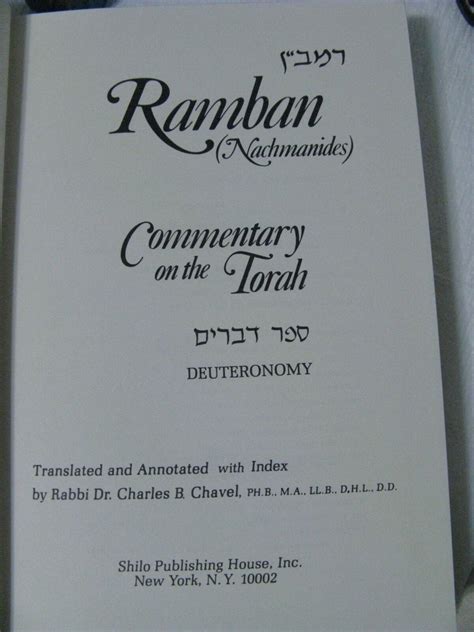 רמב״ן
Ramban
(Nachmanides)
Commentary
on the Torah
ספר דברים
DEUTERONOMY
Translated and Annotated with Index
by Rabbi Dr. Charles B. Chavel, PH.B., M.A., LL.B., D.H.L., D.D.
Shilo Publishing House, Inc.
New York, N.Y. 10002